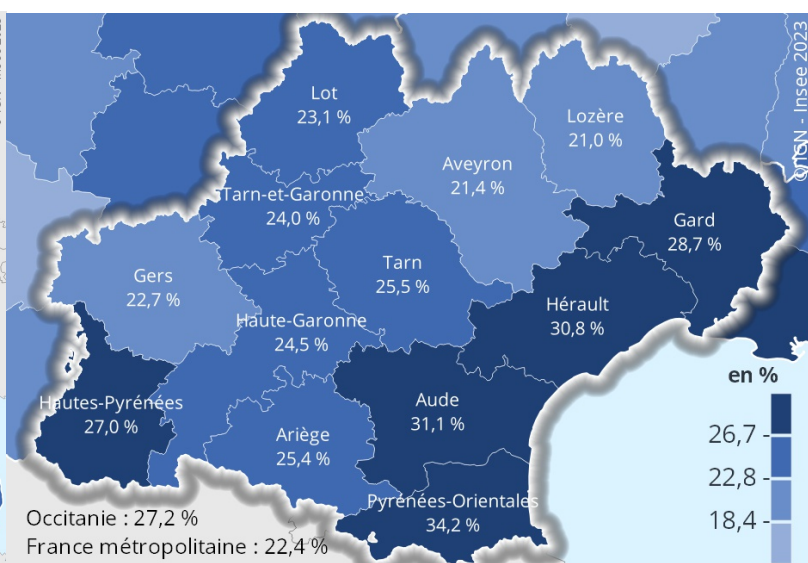 Lot
23,1 %
Lozère
21,0 %
Aveyron
21,4 %
Tarn-et-Garonne
24,0 %
Gard
28,7 %
Gers
22,7 %
Tarn
25,5 %
Hérault
30,8 %
Haute-Garonne
24,5 %
Hautes-Pyrénées
27,0 %
Aude
31,1 %
Ariège
25,4 %
Pyrénées-Orientales
34,2 %
en %
26,7
22,8
18,4
Occitanie : 27,2 %
France métropolitaine : 22,4 %
IGN - Insee 2023